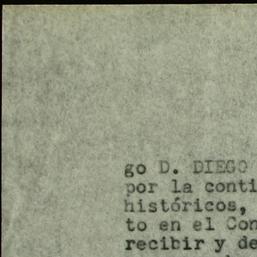 go D. DIEGO
por la conti
históricos,
to en el Con
recibir y de